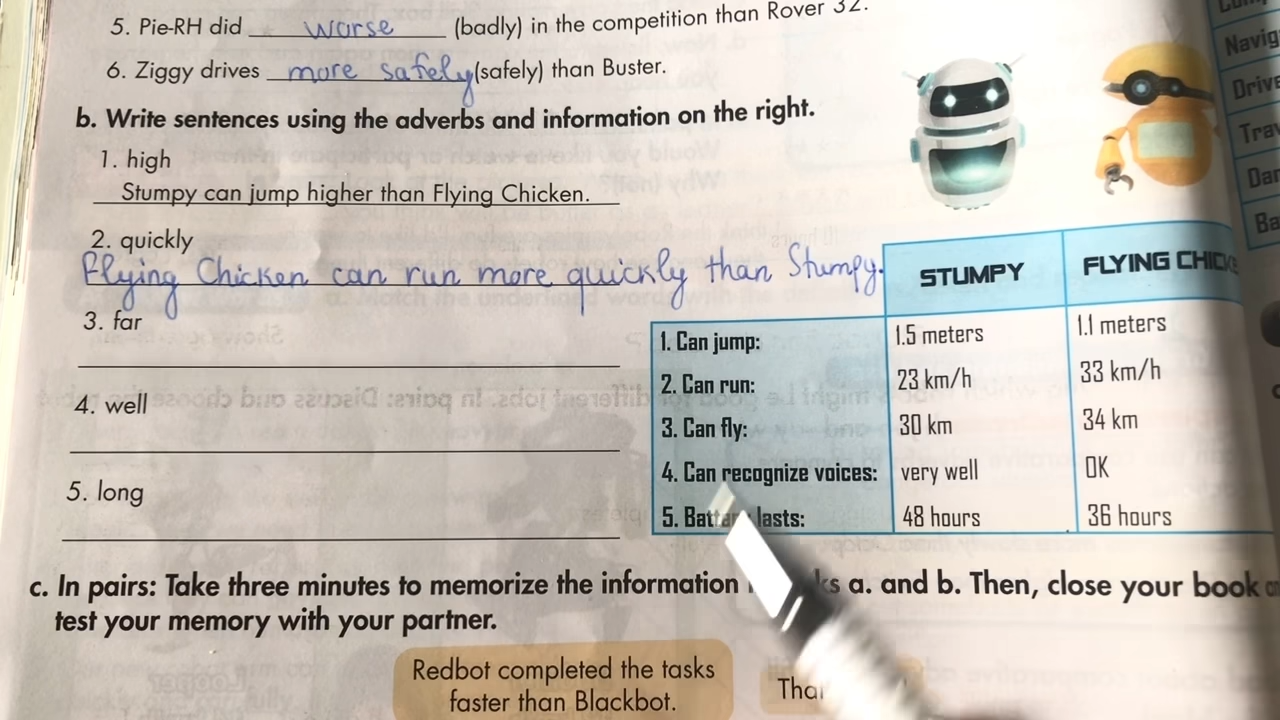 5. Pie-RH did worse (badly) in the competition than Rover 32.
6. Ziggy drives more safely (safely) than Buster.
b. Write sentences using the adverbs and information on the right.
1. high
Stumpy can jump higher than Flying Chicken.
2. quickly
Flying Chicken can run more quickly than Stumpy.
3. far
4. well
5. long
STUMPY FLYING
1. Can jump: 1.5 meters 1.1 meters
2. Can run: 23 km/h 33 km/h
3. Can fly: 30 km 34 km
4. Can recognize voices: very well OK
5. lasts: 48 hours 36 hours
c. In pairs: Take three minutes to memorize the information a. and b. Then, close your book
test your memory with your partner.
Redbot completed the tasks
faster than Blackbot.